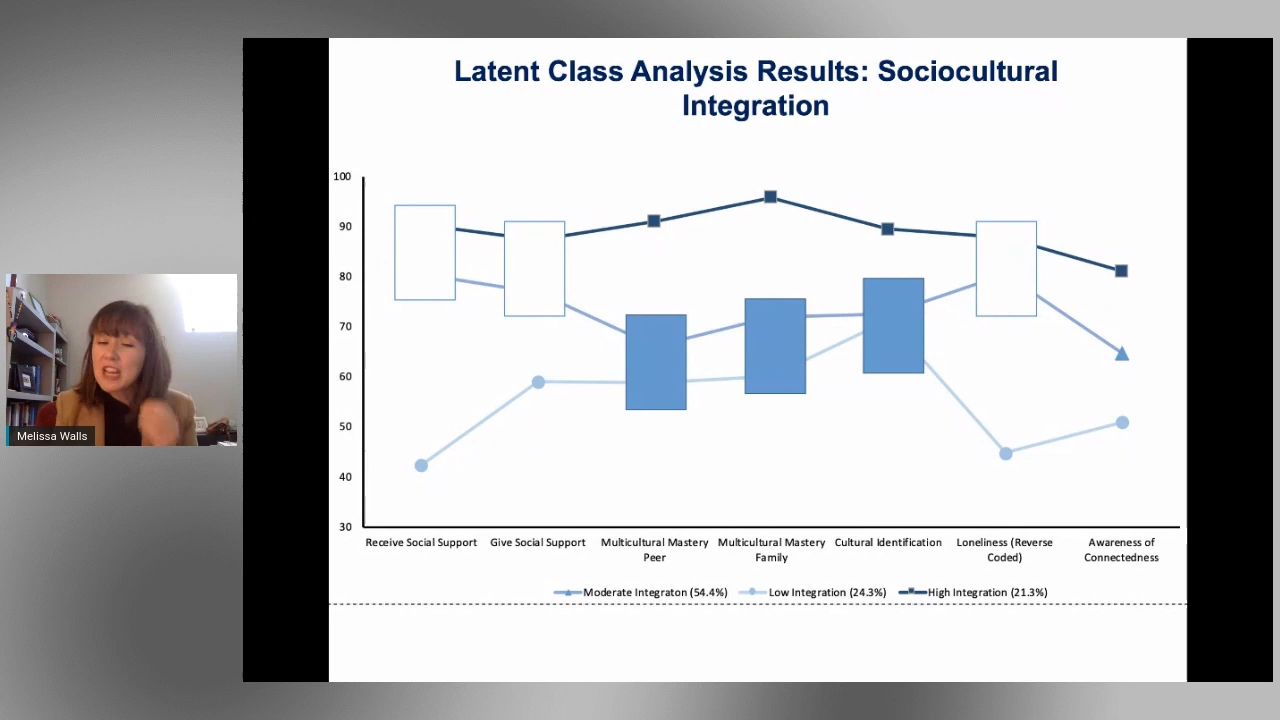 Latent Class Analysis Results: Sociocultural
Integration
100
90
80
70
60
50
40
30
Receive Social Support
Give Social Support
Multicultural Mastery
Peer
Multicultural Mastery
Family
Cultural Identification
Loneliness (Reverse
Coded)
Awareness of
Connectedness
Moderate Integraton (54.4%)
Low Integration (24.3%)
High Integration (21.3%)
Melissa Walls